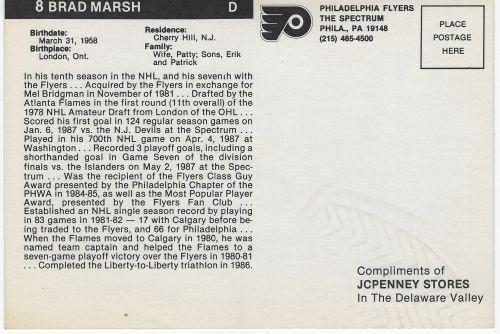 8 BRAD MARSH D
Birthdate:
March 31, 1958
Birthplace:
London, Ont.
Residence:
Cherry Hill, N.J.
Family:
Wife, Patty; Sons, Erik
and Patrick
In his tenth season in the NHL, and his seventh with
the Flyers . . . Acquired by the Flyers in exchange for
Mel Bridgman in November of 1981 . . . Drafted by the
Atlanta Flames in the first round (11th overall) of the
1978 NHL Amateur Draft from London of the OHL . . .
Scored his first goal in 124 regular season games on
Jan. 6, 1987 vs. the N.J. Devils at the Spectrum . . .
Played in his 700th NHL game on Apr. 4, 1987 at
Washington . . . Recorded 3 playoff goals, including a
shorthanded goal in Game Seven of the division
finals vs. the Islanders on May 2, 1987 at the Spec-
trum . . . Was the recipient of the Flyers Class Guy
Award presented by the Philadelphia Chapter of the
PHWA in 1984-85, as well as the Most Popular Player
Award, presented by the Flyers Fan Club . . .
Established an NHL single season record by playing
in 83 games in 1981-82 — 17 with Calgary before be-
ing traded to the Flyers, and 66 for Philadelphia . . .
When the Flames moved to Calgary in 1980, he was
named team captain and helped the Flames to a
seven-game playoff victory over the Flyers in 1980-81
. . . Completed the Liberty-to-Liberty triathlon in 1986.
PHILADELPHIA FLYERS
THE SPECTRUM
PHILA., PA 19148
(215) 465-4500
PLACE
POSTAGE
HERE
Compliments of
JCPENNEY STORES
In The Delaware Valley